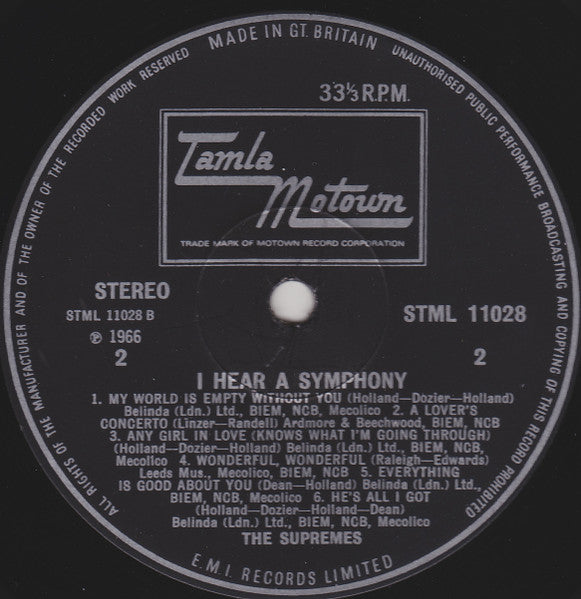 MADE IN GT. BRITAIN
UNAUTHORISED PUBLIC PERFORMANCE BROADCASTING AND COPYING OF THIS RECORD PROHIBITED
ALL RIGHTS OF THE MANUFACTURER AND OF THE OWNER OF THE RECORDED WORK RESERVED
33⅓ R.P.M.
Tamla
Motown
TRADE MARK OF MOTOWN RECORD CORPORATION
STEREO
STML 11028 B
℗ 1966
2
STML 11028
2
I HEAR A SYMPHONY
1. MY WORLD IS EMPTY WITHOUT YOU (Holland—Dozier—Holland)
Belinda (Ldn.) Ltd., BIEM, NCB, Mecolico 2. A LOVER'S
CONCERTO (Linzer—Randell) Ardmore & Beechwood, BIEM, NCB
3. ANY GIRL IN LOVE (KNOWS WHAT I'M GOING THROUGH)
(Holland—Dozier—Holland) Belinda (Ldn.) Ltd., BIEM, NCB,
Mecolico 4. WONDERFUL, WONDERFUL (Raleigh—Edwards)
Leeds Mus., Mecolico, BIEM, NCB 5. EVERYTHING
IS GOOD ABOUT YOU (Dean—Holland) Belinda (Ldn.) Ltd.,
BIEM, NCB, Mecolico 6. HE'S ALL I GOT
(Holland—Dozier—Holland—Dean)
Belinda (Ldn.) Ltd., BIEM, NCB, Mecolico
THE SUPREMES
E.M.I. RECORDS LIMITED